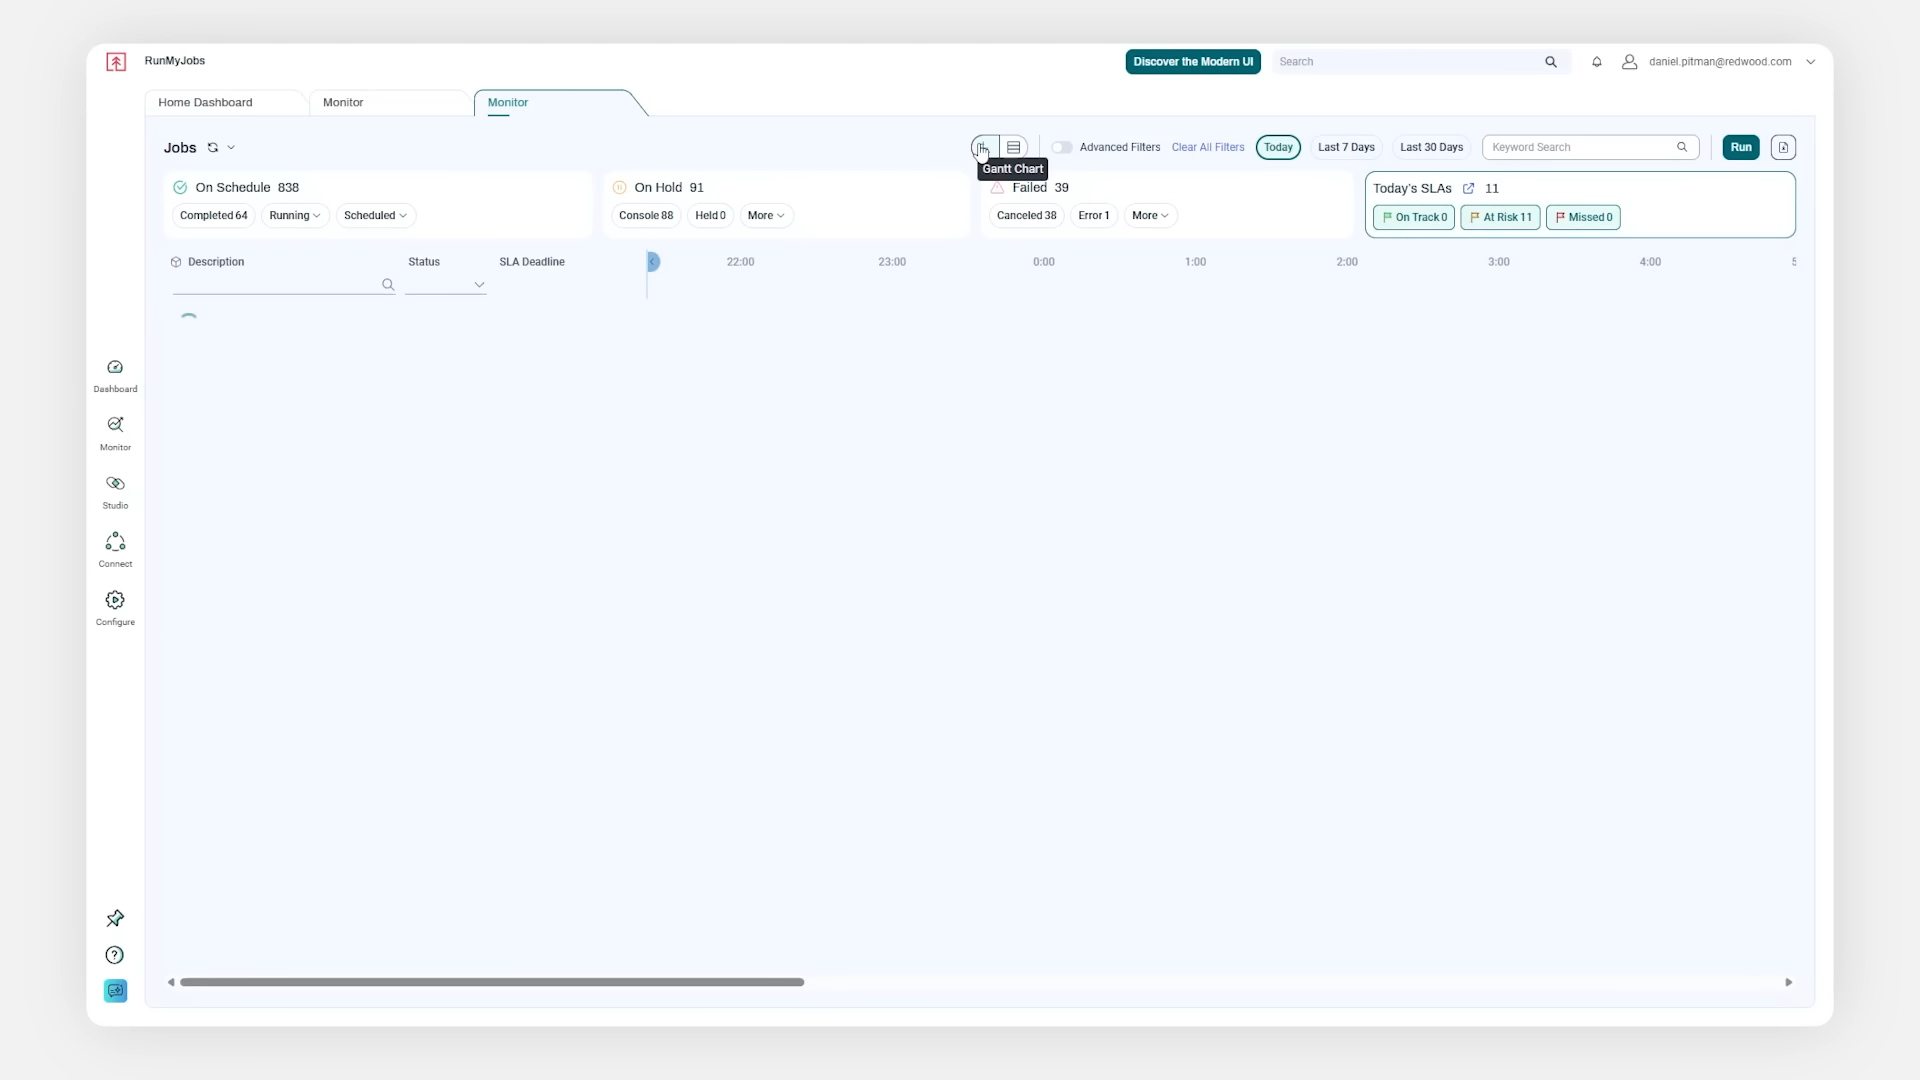 RunMyJobs
Discover the Modern UI
Search
daniel.pitman@redwood.com
Home Dashboard
Monitor
Monitor
Jobs
Advanced Filters
Clear All Filters
Today
Last 7 Days
Last 30 Days
Keyword Search
Run
Gantt Chart
On Schedule 838
Completed 64
Running
Scheduled
On Hold 91
Console 88
Held 0
More
Failed 39
Canceled 38
Error 1
More
Today's SLAs 11
On Track 0
At Risk 11
Missed 0
Description
Status
SLA Deadline
22:00
23:00
0:00
1:00
2:00
3:00
4:00
Dashboard
Monitor
Studio
Connect
Configure